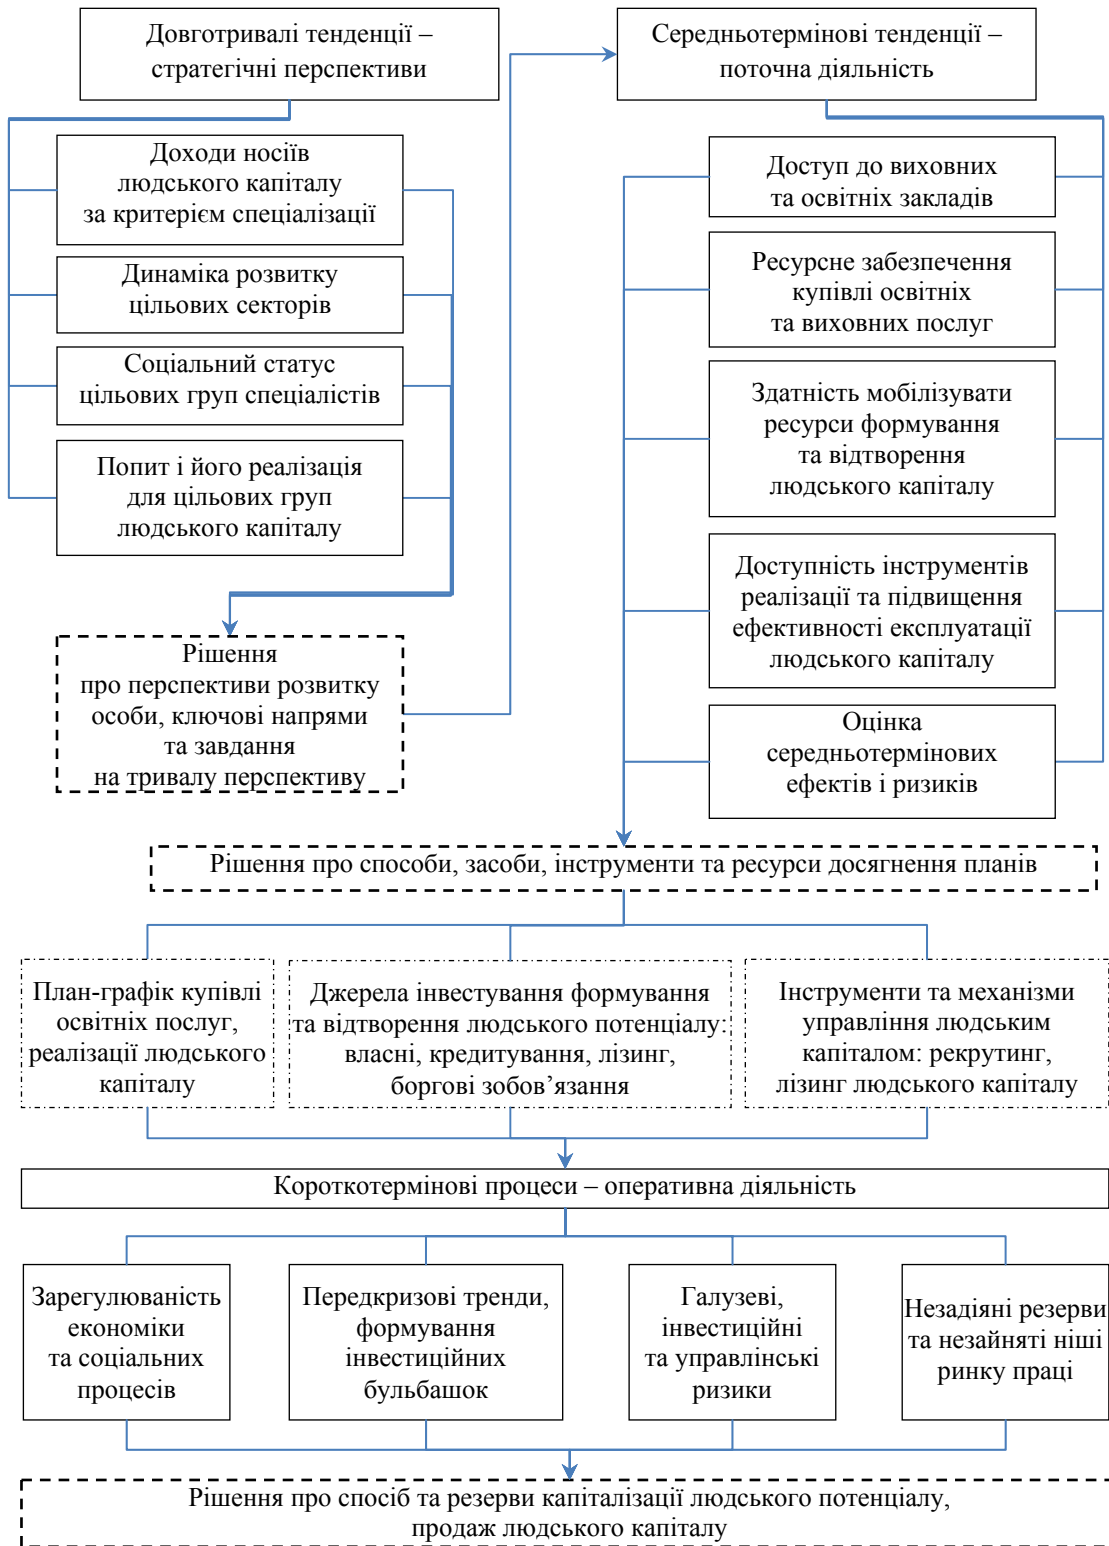 Довготривалі тенденції –
стратегічні перспективи
Середньотермінові тенденції –
поточна діяльність
Доходи носіїв
людського капіталу
за критерієм спеціалізації
Динаміка розвитку
цільових секторів
Соціальний статус
цільових груп спеціалістів
Попит і його реалізація
для цільових груп
людського капіталу
Рішення
про перспективи розвитку
особи, ключові напрями
та завдання
на тривалу перспективу
Доступ до виховних
та освітніх закладів
Ресурсне забезпечення
купівлі освітніх
та виховних послуг
Здатність мобілізувати
ресурси формування
та відтворення
людського капіталу
Доступність інструментів
реалізації та підвищення
ефективності експлуатації
людського капіталу
Оцінка
середньотермінових
ефектів і ризиків
Рішення про способи, засоби, інструменти та ресурси досягнення планів
План-графік купівлі
освітніх послуг,
реалізації людського
капіталу
Джерела інвестування формування
та відтворення людського потенціалу:
власні, кредитування, лізинг,
боргові зобов’язання
Інструменти та механізми
управління людським
капіталом: рекрутинг,
лізинг людського капіталу
Короткотермінові процеси – оперативна діяльність
Зарегулюваність
економіки
та соціальних
процесів
Передкризові тренди,
формування
інвестиційних
бульбашок
Галузеві,
інвестиційні
та управлінські
ризики
Незадіяні резерви
та незайняті ніші
ринку праці
Рішення про спосіб та резерви капіталізації людського потенціалу,
продаж людського капіталу